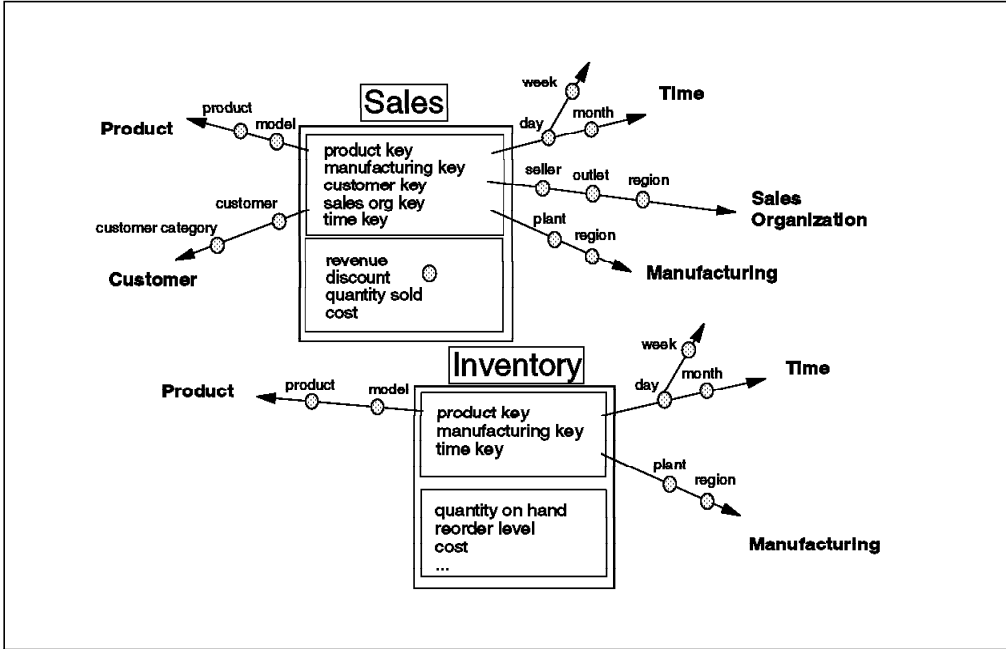 Sales
week
Time
month
day
product
model
Product
product key
manufacturing key
customer key
sales org key
time key
seller
outlet
region
Sales
Organization
customer
customer category
Customer
plant
region
Manufacturing
revenue
discount
quantity sold
cost
Inventory
week
Time
month
day
product
model
Product
product key
manufacturing key
time key
plant
region
Manufacturing
quantity on hand
reorder level
cost
...